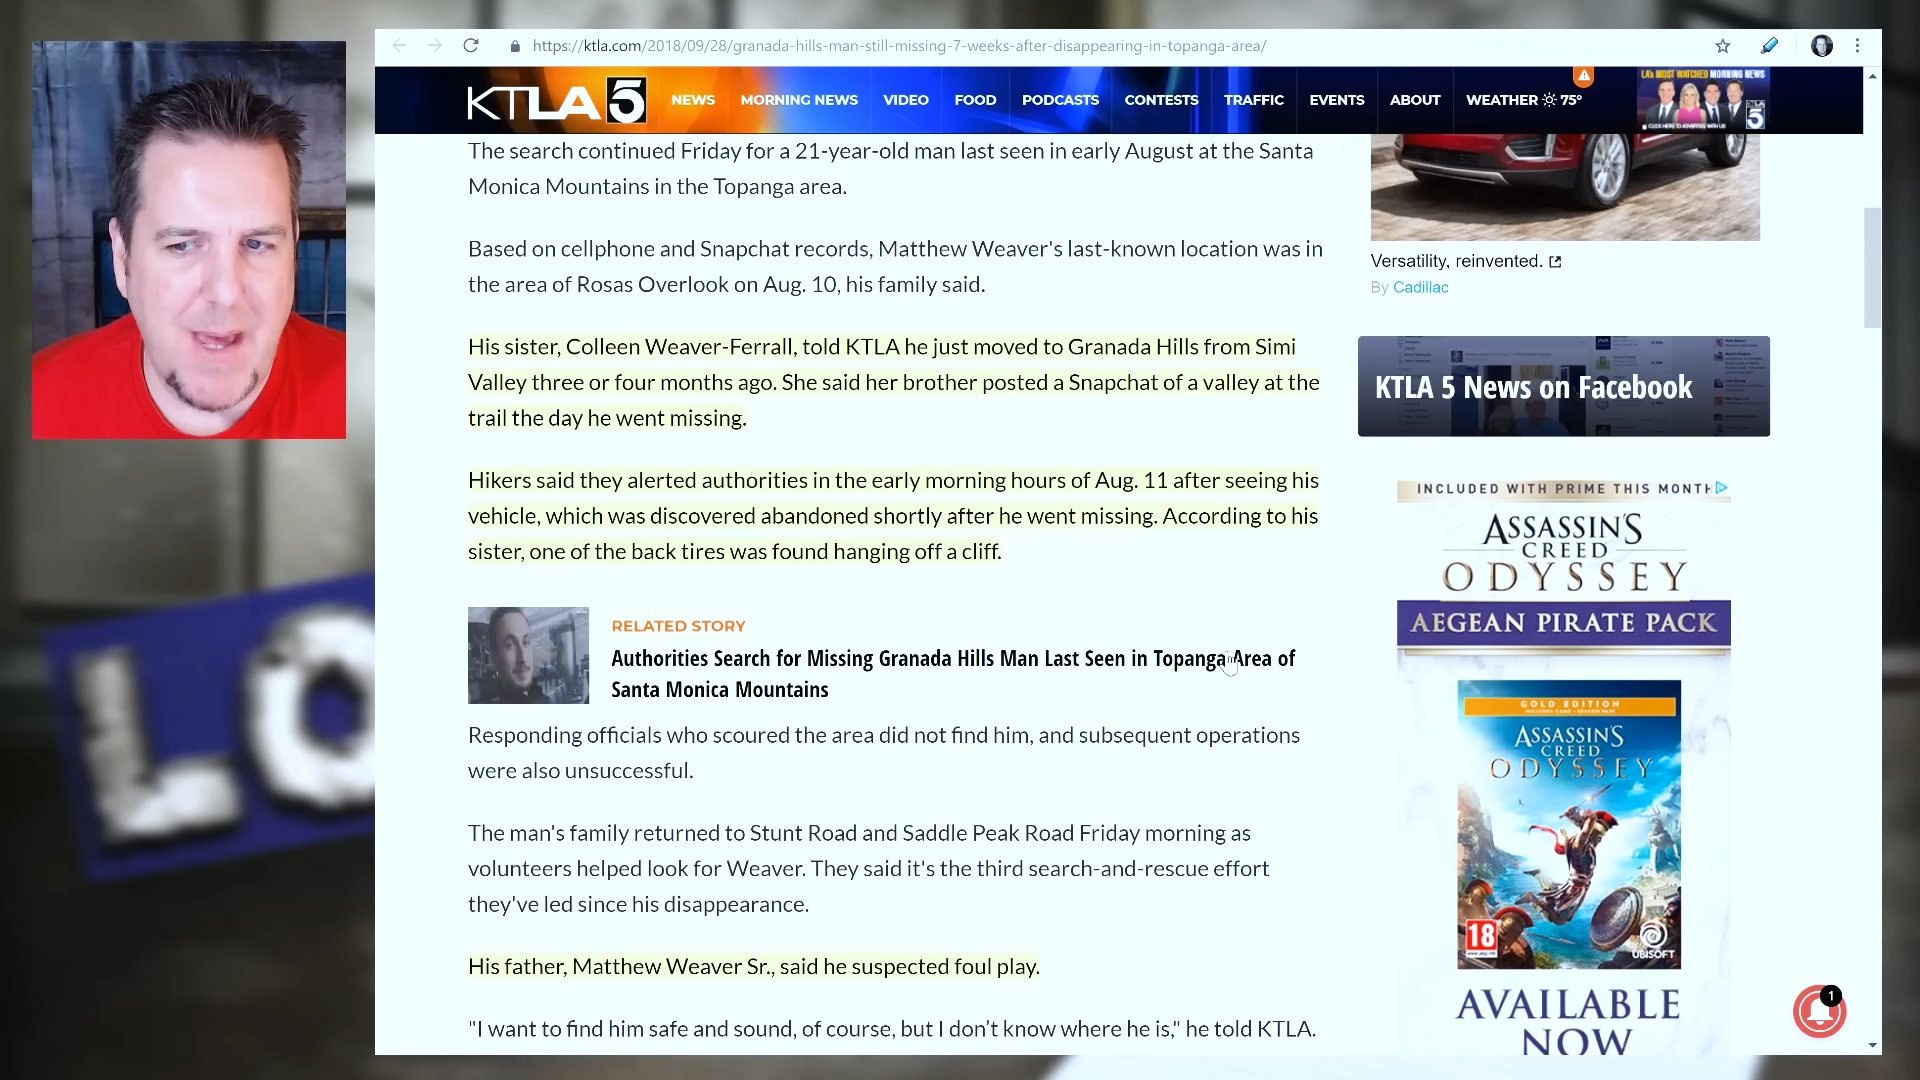 https://ktla.com/2018/09/28/granada-hills-man-still-missing-7-weeks-after-disappearing-in-topanga-area/
KTLA 5
NEWS MORNING NEWS VIDEO FOOD PODCASTS CONTESTS TRAFFIC EVENTS ABOUT WEATHER 75°
LA's MOST WATCHED MORNING NEWS
5
CLICK HERE TO ADVERTISE WITH US
The search continued Friday for a 21-year-old man last seen in early August at the Santa
Monica Mountains in the Topanga area.
Based on cellphone and Snapchat records, Matthew Weaver's last-known location was in
the area of Rosas Overlook on Aug. 10, his family said.
His sister, Colleen Weaver-Ferrall, told KTLA he just moved to Granada Hills from Simi
Valley three or four months ago. She said her brother posted a Snapchat of a valley at the
trail the day he went missing.
Hikers said they alerted authorities in the early morning hours of Aug. 11 after seeing his
vehicle, which was discovered abandoned shortly after he went missing. According to his
sister, one of the back tires was found hanging off a cliff.
RELATED STORY
Authorities Search for Missing Granada Hills Man Last Seen in Topanga Area of
Santa Monica Mountains
Responding officials who scoured the area did not find him, and subsequent operations
were also unsuccessful.
The man's family returned to Stunt Road and Saddle Peak Road Friday morning as
volunteers helped look for Weaver. They said it's the third search-and-rescue effort
they've led since his disappearance.
His father, Matthew Weaver Sr., said he suspected foul play.
"I want to find him safe and sound, of course, but I don't know where he is," he told KTLA.
Versatility, reinvented.
By Cadillac
KTLA 5 News on Facebook
INCLUDED WITH PRIME THIS MONTH
ASSASSIN'S
CREED
ODYSSEY
AEGEAN PIRATE PACK
GOLD EDITION
ASSASSIN'S
CREED
ODYSSEY
18
UBISOFT
AVAILABLE
NOW
1
LO